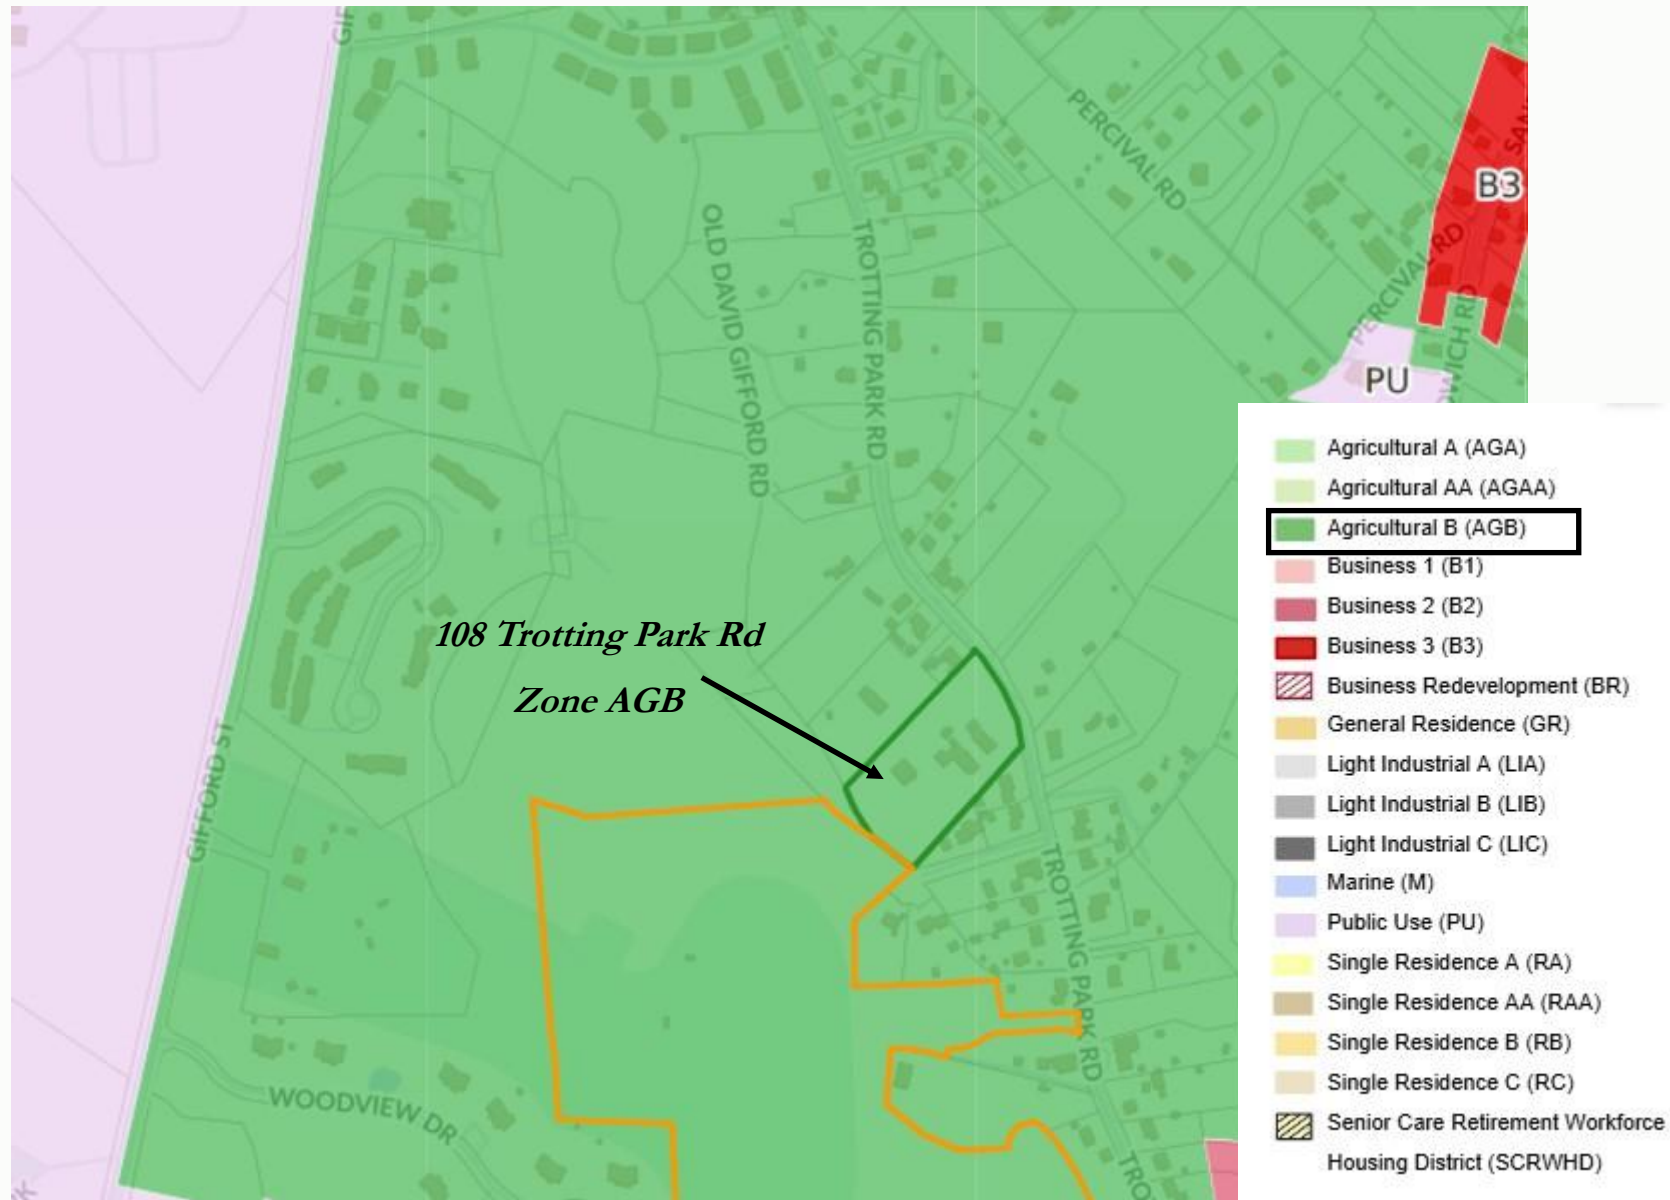 PERCIVAL RD
B3
OLD DAVID GIFFORD RD
TROTTING PARK RD
PERCIVAL RD
PU
108 Trotting Park Rd
Zone AGB
GIFFORD ST
TROTTING PARK RD
WOODVIEW DR
Agricultural A (AGA)
Agricultural AA (AGAA)
Agricultural B (AGB)
Business 1 (B1)
Business 2 (B2)
Business 3 (B3)
Business Redevelopment (BR)
General Residence (GR)
Light Industrial A (LIA)
Light Industrial B (LIB)
Light Industrial C (LIC)
Marine (M)
Public Use (PU)
Single Residence A (RA)
Single Residence AA (RAA)
Single Residence B (RB)
Single Residence C (RC)
Senior Care Retirement Workforce
Housing District (SCRWHD)